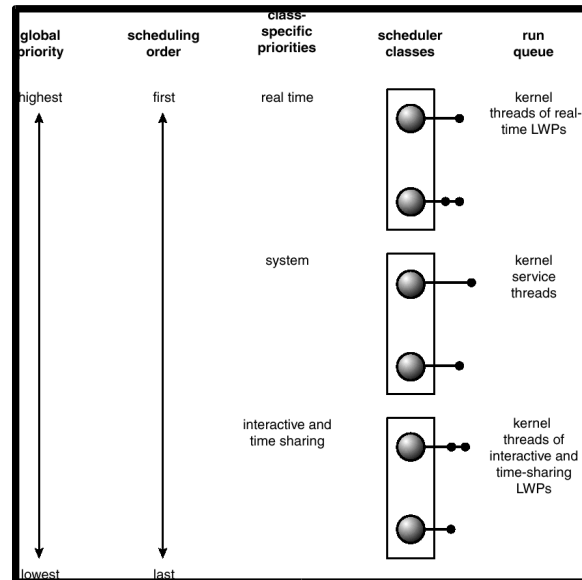 global
priority
scheduling
order
class-
specific
priorities
scheduler
classes
run
queue
highest
first
real time
kernel
threads of real-
time LWPs
system
kernel
service
threads
interactive and
time sharing
kernel
threads of
interactive and
time-sharing
LWPs
lowest
last